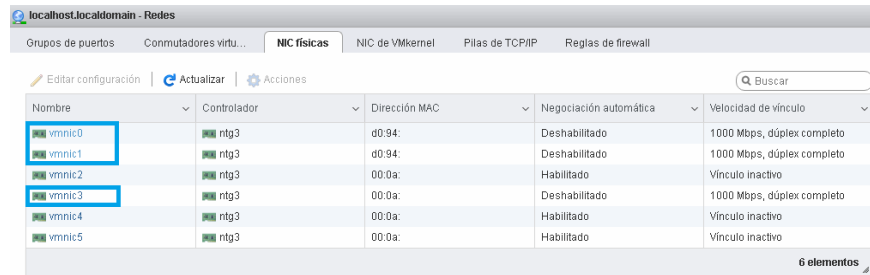 localhost.localdomain - Redes
Grupos de puertos Conmutadores virtu... NIC físicas NIC de VMkernel Pilas de TCP/IP Reglas de firewall
Editar configuración Actualizar Acciones Buscar
Nombre Controlador Dirección MAC Negociación automática Velocidad de vínculo
vmnic0 ntg3 d0:94: Deshabilitado 1000 Mbps, dúplex completo
vmnic1 ntg3 d0:94: Deshabilitado 1000 Mbps, dúplex completo
vmnic2 ntg3 00:0a: Habilitado Vínculo inactivo
vmnic3 ntg3 00:0a: Deshabilitado 1000 Mbps, dúplex completo
vmnic4 ntg3 00:0a: Habilitado Vínculo inactivo
vmnic5 ntg3 00:0a: Habilitado Vínculo inactivo
6 elementos